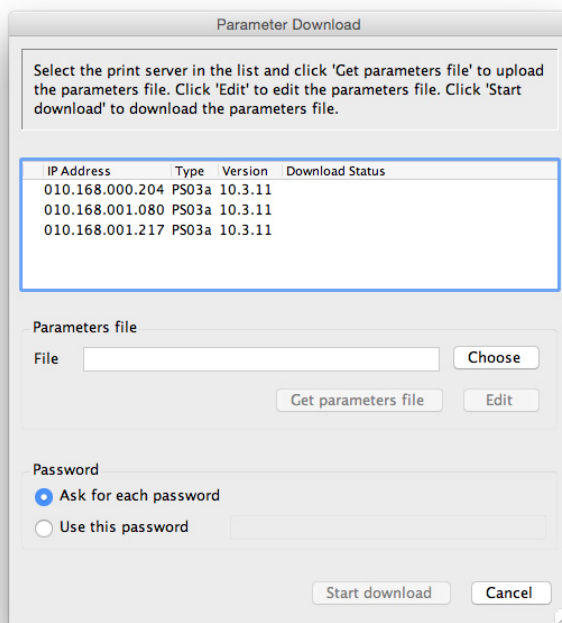 Parameter Download
Select the print server in the list and click 'Get parameters file' to upload
the parameters file. Click 'Edit' to edit the parameters file. Click 'Start
download' to download the parameters file.
IP Address Type Version Download Status
010.168.000.204 PS03a 10.3.11
010.168.001.080 PS03a 10.3.11
010.168.001.217 PS03a 10.3.11
Parameters file
File Choose
Get parameters file Edit
Password
Ask for each password
Use this password
Start download Cancel